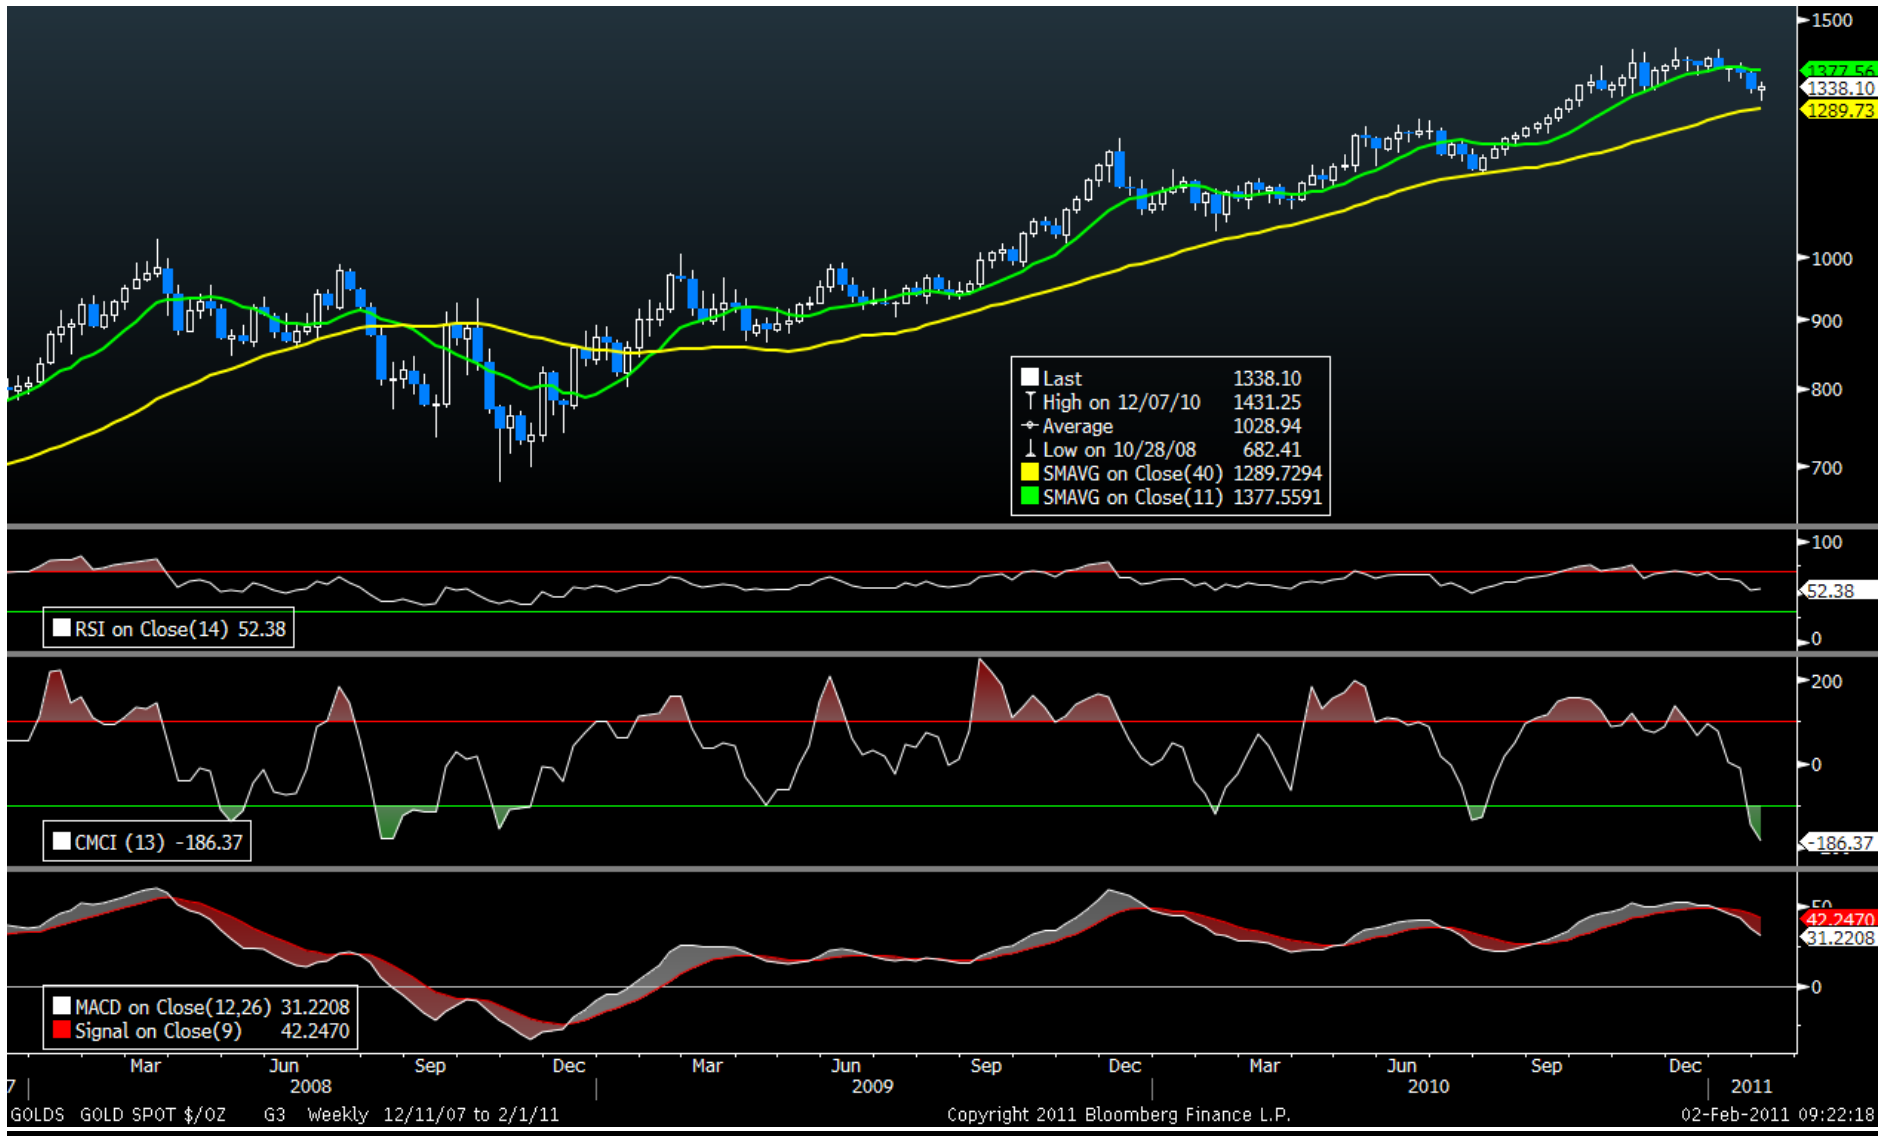 1500
1377.56
1338.10
1289.73
1000
900
800
700
Last 1338.10
High on 12/07/10 1431.25
Average 1028.94
Low on 10/28/08 682.41
SMAVG on Close(40) 1289.7294
SMAVG on Close(11) 1377.5591
100
52.38
0
RSI on Close(14) 52.38
200
0
-186.37
CMCI (13) -186.37
50
42.2470
31.2208
0
MACD on Close(12,26) 31.2208
Signal on Close(9) 42.2470
Mar Jun Sep Dec Mar Jun Sep Dec Mar Jun Sep Dec
7 2008 2009 2010 2011
GOLDS GOLD SPOT $/OZ G3 Weekly 12/11/07 to 2/1/11 Copyright 2011 Bloomberg Finance L.P. 02-Feb-2011 09:22:18